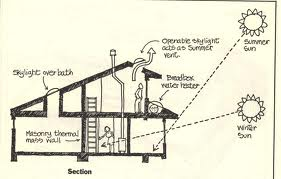 Openable skylight
acts as Summer
vent.
Summer
Sun
Skylight over bath
Breadbox
water heater
Masonry thermal
mass wall
Winter
Sun
Section